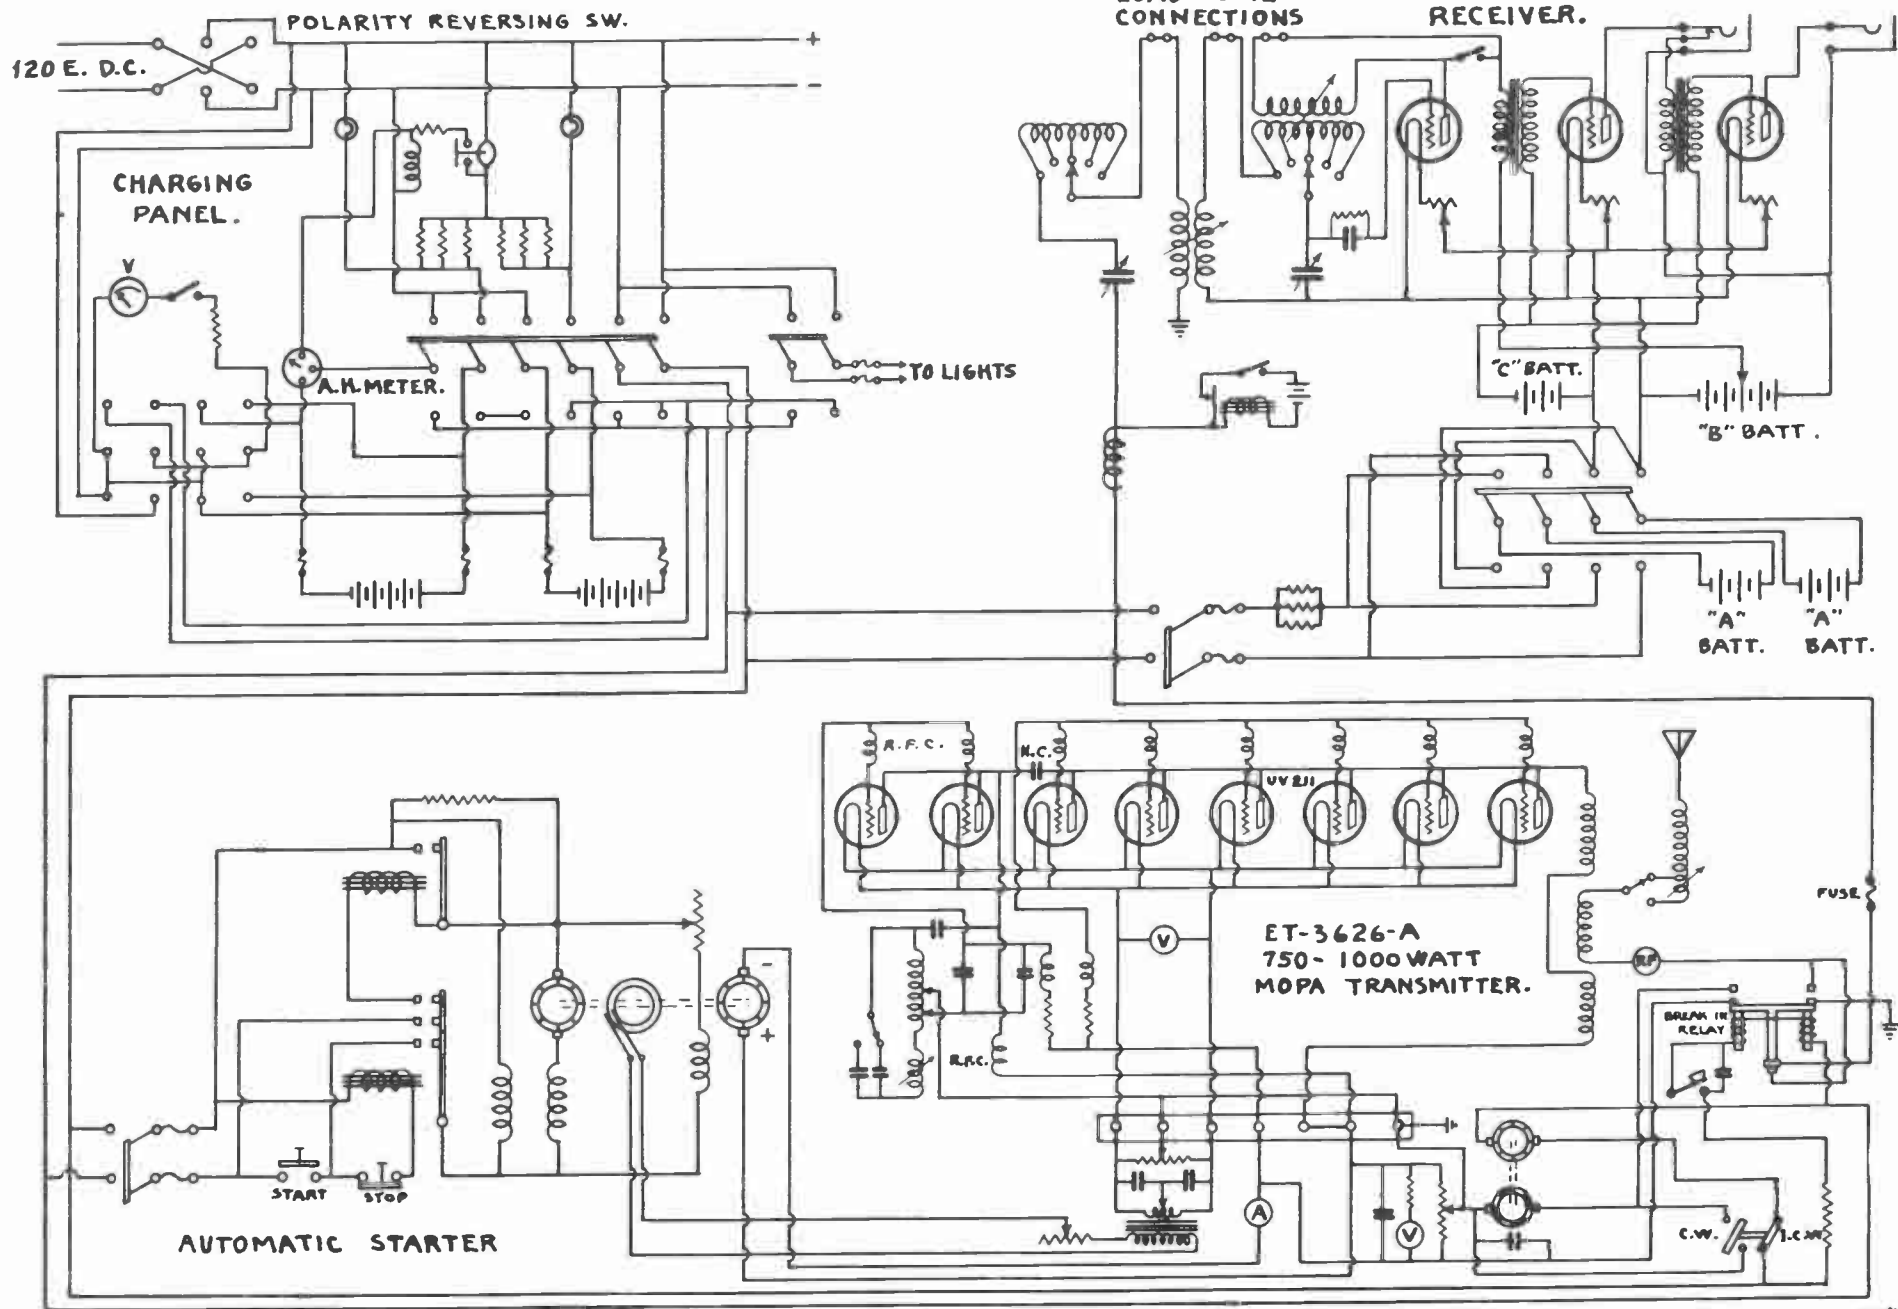 POLARITY REVERSING SW.
CONNECTIONS
RECEIVER.
+
120 E. D.C.
–
CHARGING
PANEL.
V
A.H. METER.
TO LIGHTS
"C" BATT.
"B" BATT.
"A"
BATT.
"A"
BATT.
R.F.C.
N.C.
UV 211
FUSE
ET-3626-A
750-1000 WATT
MOPA TRANSMITTER.
V
RF
BREAK IN
RELAY
-
+
R.F.C.
START
STOP
A
V
C.W.
I.C.W.
AUTOMATIC STARTER